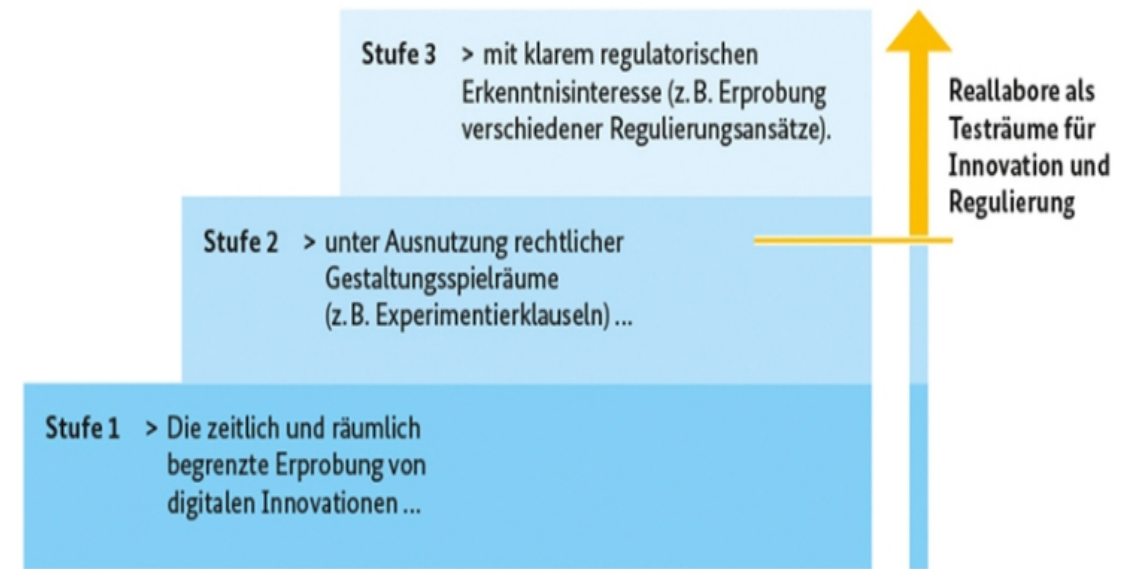 Stufe 3 > mit klarem regulatorischen
Erkenntnisinteresse (z. B. Erprobung
verschiedener Regulierungsansätze).
Reallabore als
Testräume für
Innovation und
Regulierung
Stufe 2 > unter Ausnutzung rechtlicher
Gestaltungsspielräume
(z. B. Experimentierklauseln) ...
Stufe 1 > Die zeitlich und räumlich
begrenzte Erprobung von
digitalen Innovationen ...